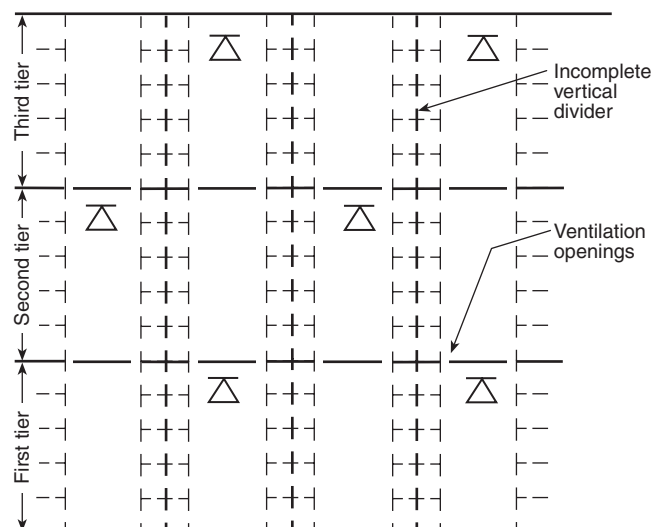 Third tier
Incomplete
vertical
divider
Second tier
Ventilation
openings
First tier